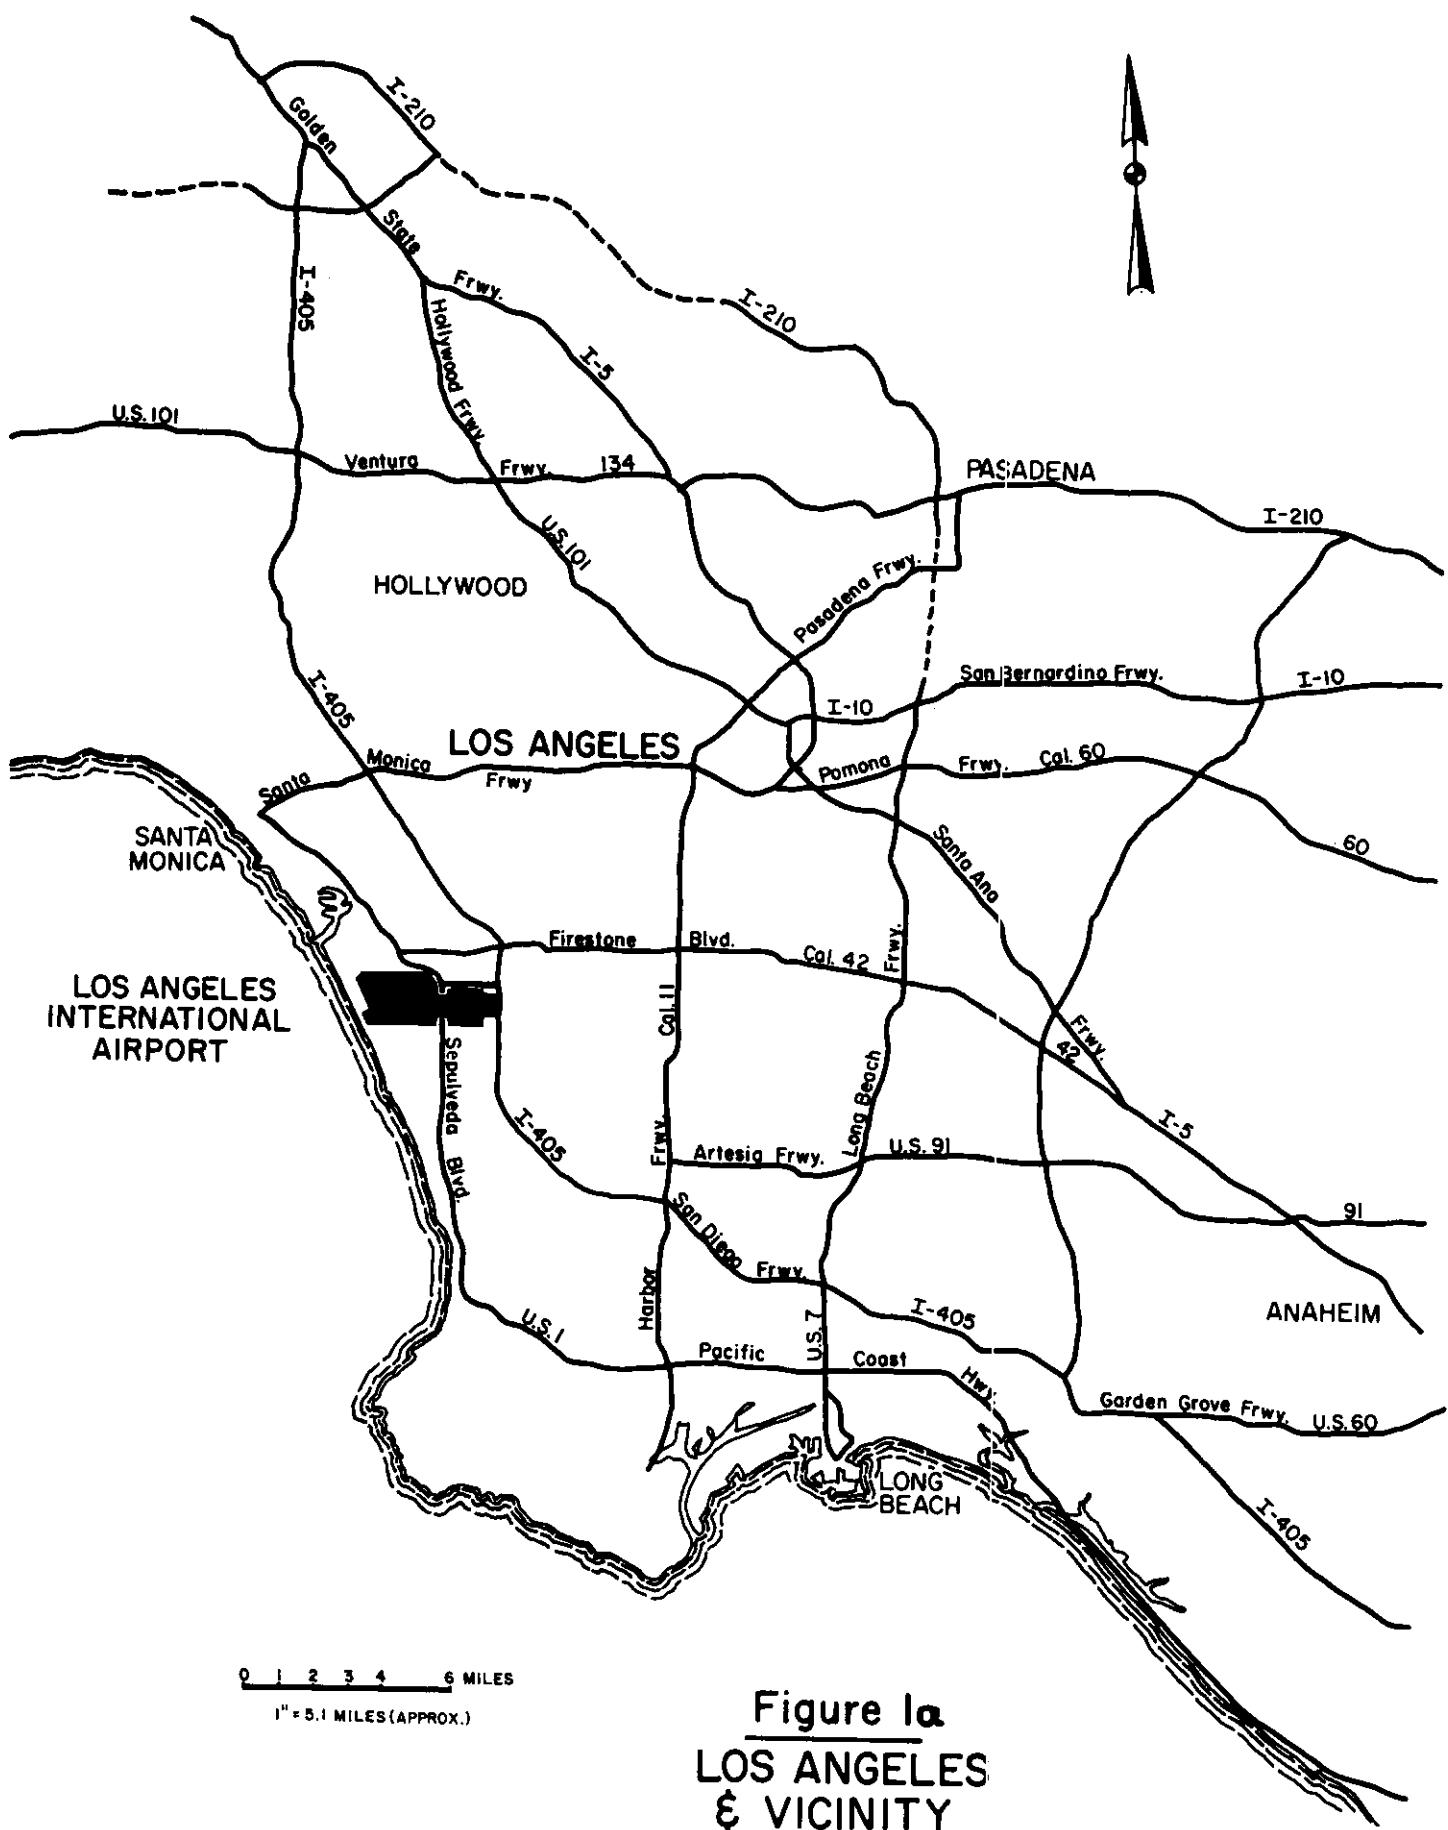 I-210
Golden
State
Frwy.
I-405
Hollywood Frwy.
I-210
I-5
U.S. 101
Ventura
Frwy.
134
PASADENA
I-210
U.S. 101
HOLLYWOOD
Pasadena Frwy.
San Bernardino Frwy.
I-10
I-10
I-405
LOS ANGELES
Santa
Monica
Frwy
Pomona
Frwy.
Cal. 60
60
SANTA
MONICA
Santa Ana
Firestone
Blvd.
Cal. 42
Frwy.
LOS ANGELES
INTERNATIONAL
AIRPORT
Cal. 11
Frwy.
42
Sepulveda
Blvd.
Long Beach
I-405
I-5
Frwy.
Artesia Frwy.
U.S. 91
91
San Diego
Frwy.
Harbor
U.S. 1
U.S. 7
I-405
ANAHEIM
Pacific
Coast
Hwy.
Garden Grove Frwy.
U.S. 60
LONG
BEACH
I-405
0 1 2 3 4 6 MILES
1" = 5.1 MILES (APPROX.)
Figure 1a
LOS ANGELES
& VICINITY